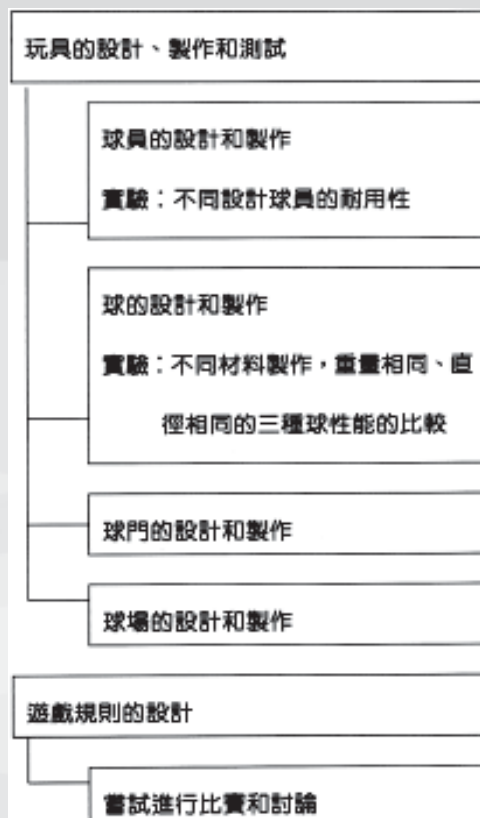 玩具的設計、製作和測試
球員的設計和製作
實驗：不同設計球員的耐用性
球的設計和製作
實驗：不同材料製作，重量相同、直
徑相同的三種球性能的比較
球門的設計和製作
球場的設計和製作
遊戲規則的設計
嘗試進行比賽和討論